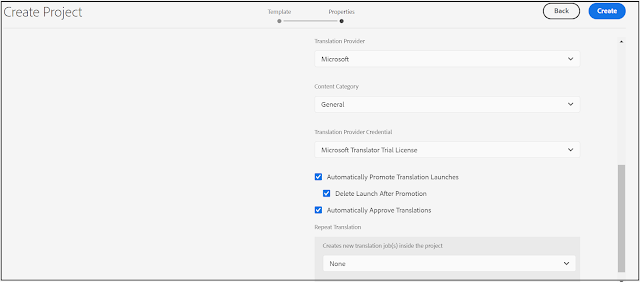 Create Project
Template
Properties
Back
Create
Translation Provider
Microsoft
Content Category
General
Translation Provider Credential
Microsoft Translator Trial License
Automatically Promote Translation Launches
Delete Launch After Promotion
Automatically Approve Translations
Repeat Translation
Creates new translation job(s) inside the project
None